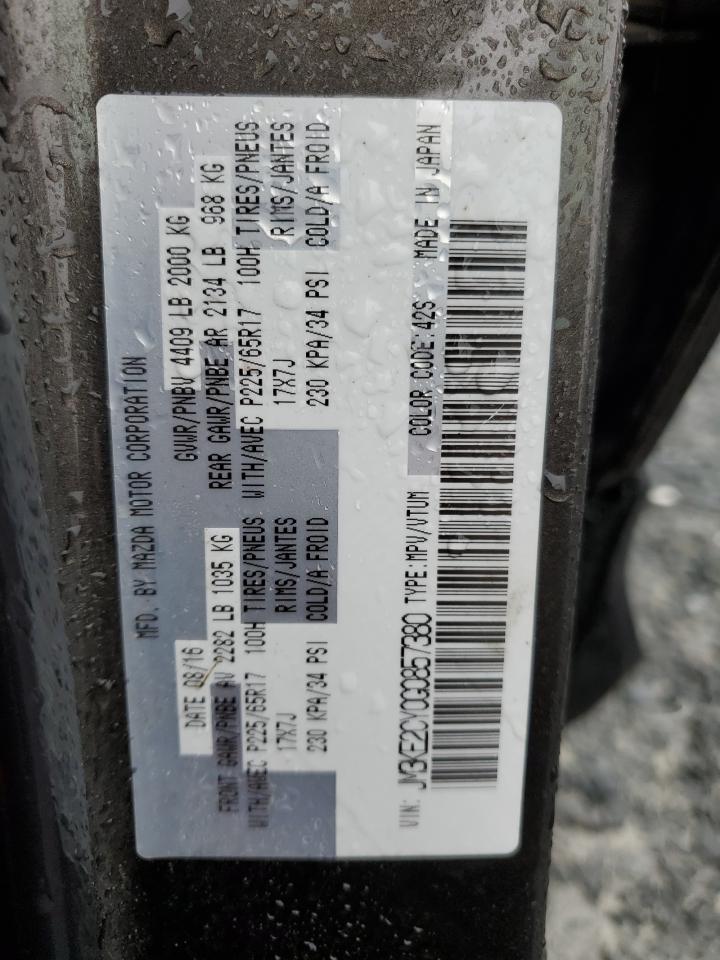 MFD. BY MAZDA MOTOR CORPORATION
DATE 08/16 GVWR/PNBV 4409 LB 2000 KG
FRONT GAWR/PNBE AV 2282 LB 1035 KG REAR GAWR/PNBE AR 2134 LB 968 KG
WITH/AVEC P225/65R17 100H TIRES/PNEUS WITH/AVEC P225/65R17 100H TIRES/PNEUS
17X7J RIMS/JANTES 17X7J RIMS/JANTES
230 KPA/34 PSI COLD/A FROID 230 KPA/34 PSI COLD/A FROID
VIN: JM3KE2CY0G0857380 TYPE:MPV/VTUM COLOR CODE:42S MADE IN JAPAN